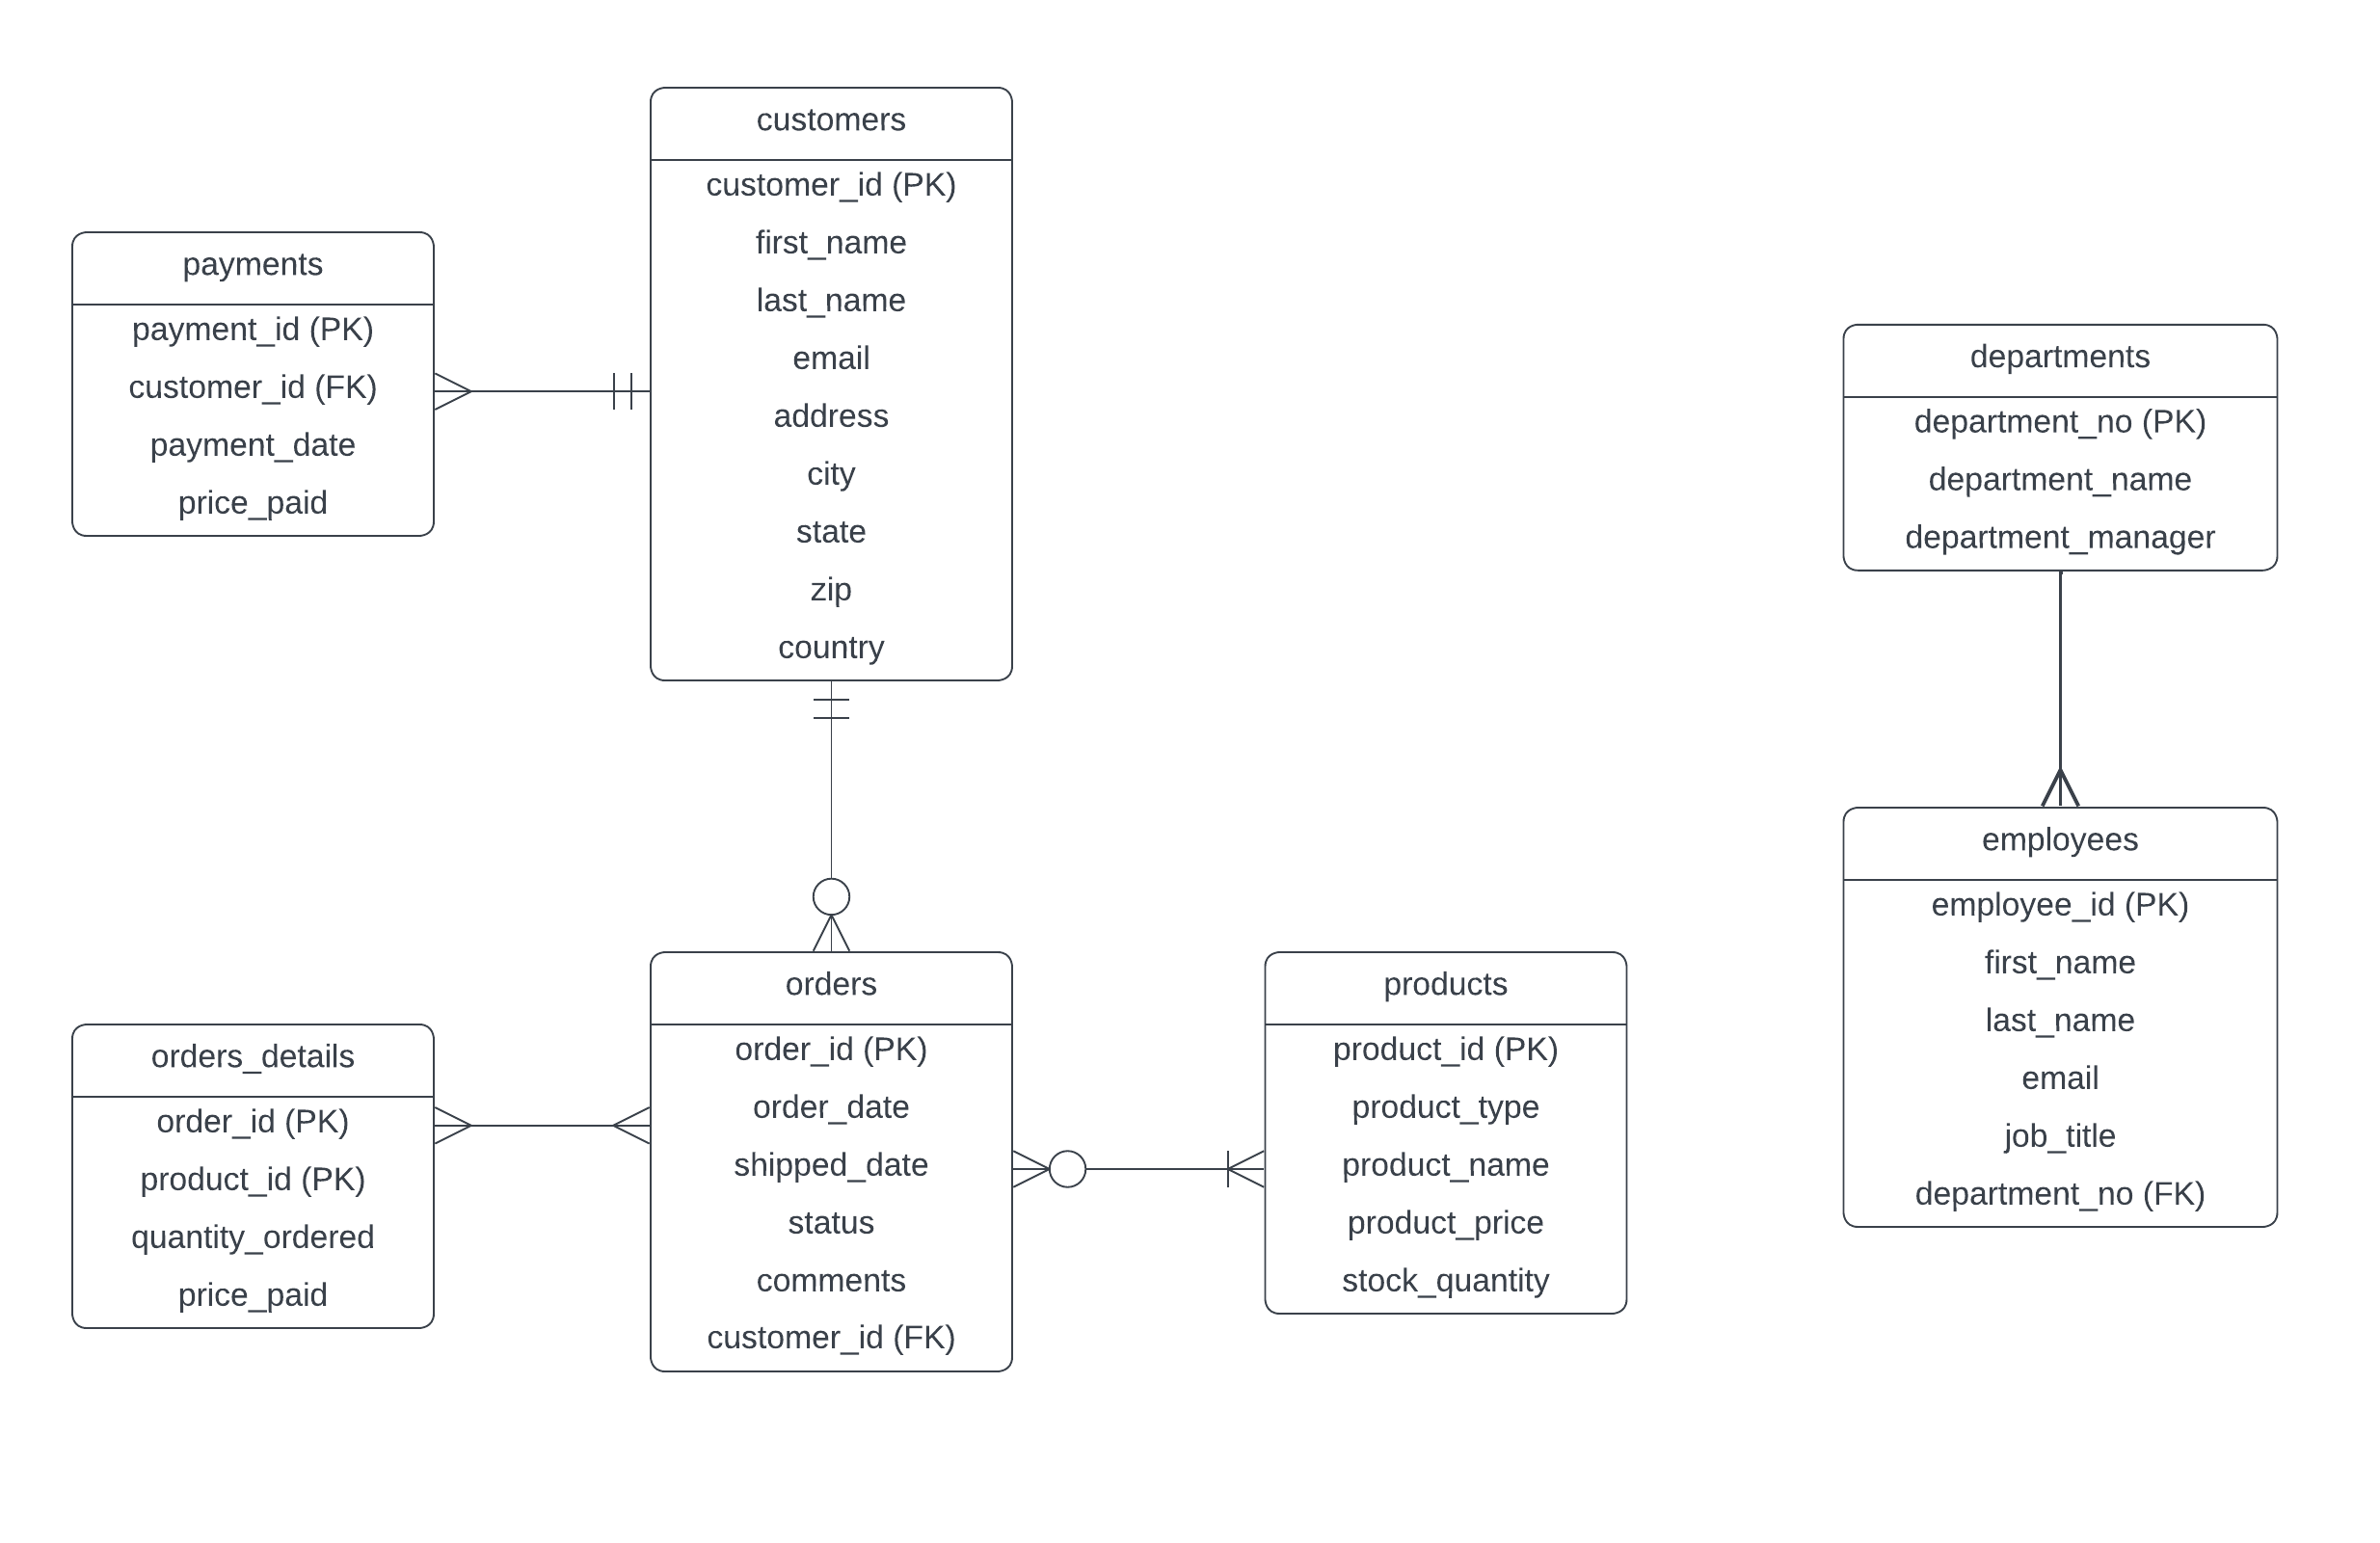 customers
customer_id (PK)
first_name
last_name
email
address
city
state
zip
country
payments
payment_id (PK)
customer_id (FK)
payment_date
price_paid
departments
department_no (PK)
department_name
department_manager
employees
employee_id (PK)
first_name
last_name
email
job_title
department_no (FK)
orders
order_id (PK)
order_date
shipped_date
status
comments
customer_id (FK)
products
product_id (PK)
product_type
product_name
product_price
stock_quantity
orders_details
order_id (PK)
product_id (PK)
quantity_ordered
price_paid